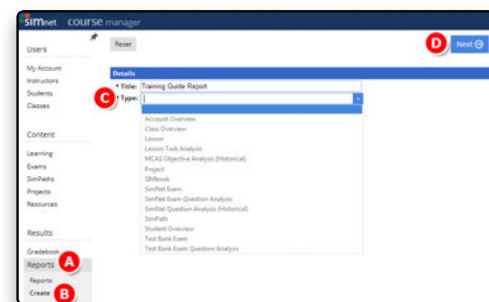 SIMnet course manager
Users
My Account
Instructors
Students
Classes
Content
Learning
Exams
SimPaths
Projects
Resources
Results
Gradebook
Reports A
Reports
Create B
Reset
D Next
Details
* Title: Training Guide Report
C * Type:
Account Overview
Class Overview
Lesson
Lesson Task Analysis
MCAS Objective Analysis (Historical)
Project
SIMbook
SimNet Exam
SimNet Exam Question Analysis
SimNet Question Analysis (Historical)
SimPath
Student Overview
Test Bank Exam
Test Bank Exam Question Analysis